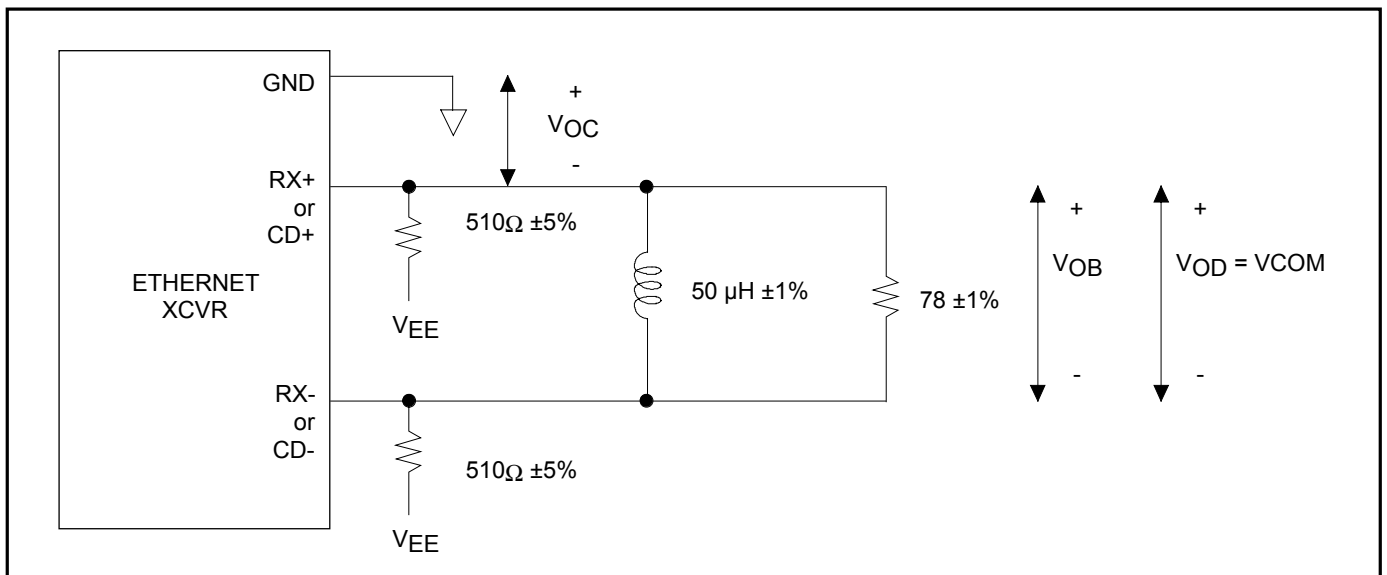 GND
+
VOC
-
RX+
or
CD+
510Ω ±5%
VEE
ETHERNET
XCVR
50 µH ±1%
78 ±1%
+
VOB
-
+
VOD = VCOM
-
RX-
or
CD-
510Ω ±5%
VEE